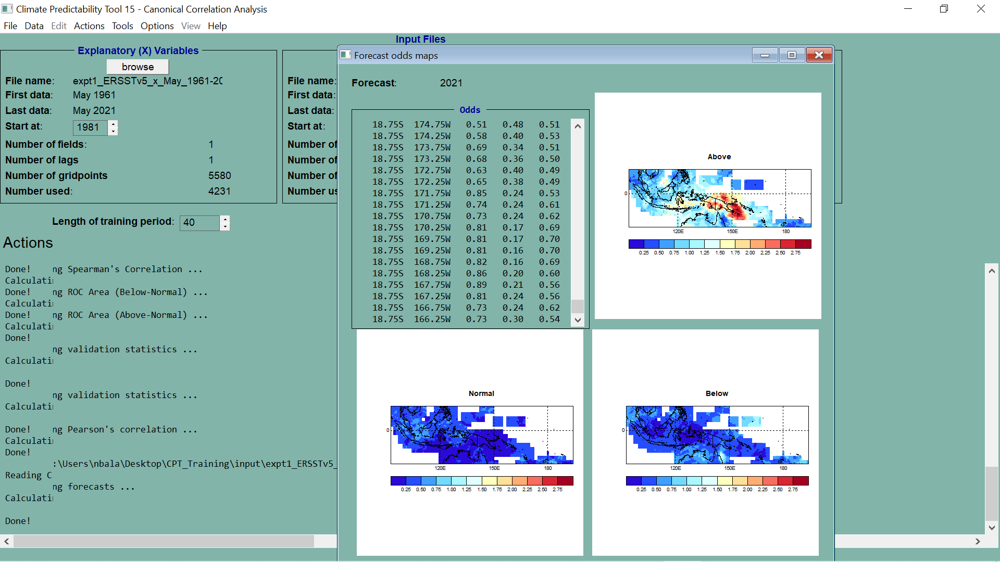 Climate Predictability Tool 15 - Canonical Correlation Analysis
File Data Edit Actions Tools Options View Help
Input Files
Explanatory (X) Variables
browse
File name: expt1_ERSSTv5_x_May_1961-20
First data: May 1961
Last data: May 2021
Start at: 1981
Number of fields: 1
Number of lags 1
Number of gridpoints 5580
Number used: 4231
File name:
First data:
Last data:
Start at:
Number of
Number of
Number of
Number us
Length of training period: 40
Actions
Done! ng Spearman's Correlation ...
Calculatin
Done! ng ROC Area (Below-Normal) ...
Calculatin
Done! ng ROC Area (Above-Normal) ...
Calculatin
Done!
ng validation statistics ...
Calculatin
Done!
ng validation statistics ...
Calculatin
Done! ng Pearson's correlation ...
Calculatin
Done!
:\Users\nbala\Desktop\CPT_Training\input\expt1_ERSSTv5_
Reading C
ng forecasts ...
Calculatin
Done!
Forecast odds maps
Forecast: 2021
Odds
18.75S 174.75W 0.51 0.48 0.51
18.75S 174.25W 0.58 0.40 0.53
18.75S 173.75W 0.69 0.34 0.51
18.75S 173.25W 0.68 0.36 0.50
18.75S 172.75W 0.63 0.40 0.49
18.75S 172.25W 0.65 0.38 0.49
18.75S 171.75W 0.85 0.24 0.53
18.75S 171.25W 0.74 0.24 0.61
18.75S 170.75W 0.73 0.24 0.62
18.75S 170.25W 0.81 0.17 0.69
18.75S 169.75W 0.81 0.17 0.70
18.75S 169.25W 0.81 0.16 0.70
18.75S 168.75W 0.82 0.16 0.69
18.75S 168.25W 0.86 0.20 0.60
18.75S 167.75W 0.89 0.21 0.56
18.75S 167.25W 0.81 0.24 0.56
18.75S 166.75W 0.73 0.24 0.62
18.75S 166.25W 0.73 0.30 0.54
Above
0
120E 150E 180
0.25 0.50 0.75 1.00 1.25 1.50 1.75 2.00 2.25 2.50 2.75
Normal
0
120E 150E 180
0.25 0.50 0.75 1.00 1.25 1.50 1.75 2.00 2.25 2.50 2.75
Below
0
120E 150E 180
0.25 0.50 0.75 1.00 1.25 1.50 1.75 2.00 2.25 2.50 2.75